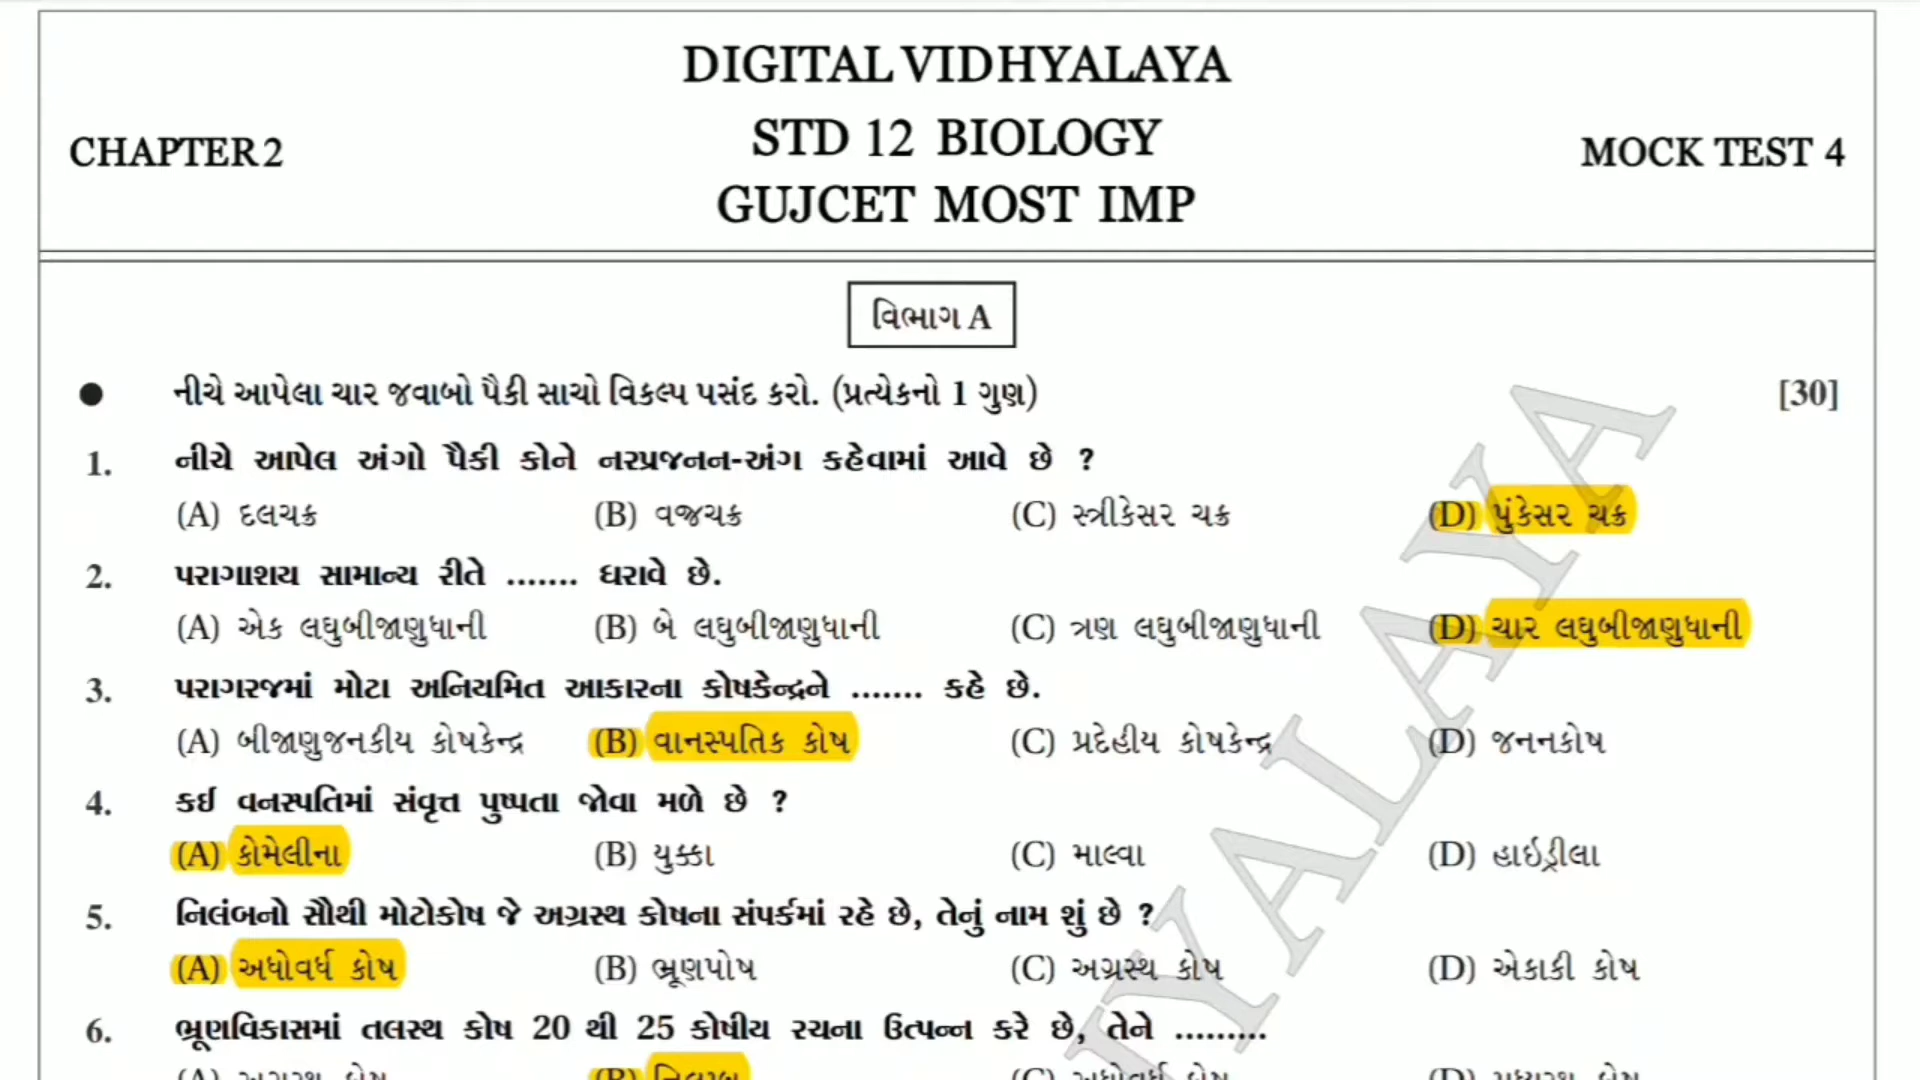 DIGITAL VIDHYALAYA
STD 12 BIOLOGY
CHAPTER 2
MOCK TEST 4
GUJCET MOST IMP
વિભાગ A
● નીચે આપેલા ચાર જવાબો પૈકી સાચો વિકલ્પ પસંદ કરો. (પ્રત્યેકનો 1 ગુણ) [30]
1. નીચે આપેલ અંગો પૈકી કોને નરપ્રજનન-અંગ કહેવામાં આવે છે ?
(A) દલચક્ર (B) વજચક્ર (C) સ્ત્રીકેસર ચક્ર (D) પુંકેસર ચક્ર
2. પરાગાશય સામાન્ય રીતે ....... ધરાવે છે.
(A) એક લઘુબીજાણુધાની (B) બે લઘુબીજાણુધાની (C) ત્રણ લઘુબીજાણુધાની (D) ચાર લઘુબીજાણુધાની
3. પરાગરજમાં મોટા અનિયમિત આકારના કોષકેન્દ્રને ....... કહે છે.
(A) બીજાણુજનકીય કોષકેન્દ્ર (B) વાનસ્પતિક કોષ (C) પ્રદેહીય કોષકેન્દ્ર (D) જનનકોષ
4. કઈ વનસ્પતિમાં સંવૃત્ત પુષ્પતા જોવા મળે છે ?
(A) કોમેલીના (B) યુક્કા (C) માલ્વા (D) હાઇડ્રીલા
5. નિલંબનો સૌથી મોટોકોષ જે અગ્રસ્થ કોષના સંપર્કમાં રહે છે, તેનું નામ શું છે ?
(A) અધોવર્ધ કોષ (B) ભ્રૂણપોષ (C) અગ્રસ્થ કોષ (D) એકાકી કોષ
6. ભ્રૂણવિકાસમાં તલસ્થ કોષ 20 થી 25 કોષીય રચના ઉત્પન્ન કરે છે, તેને .........